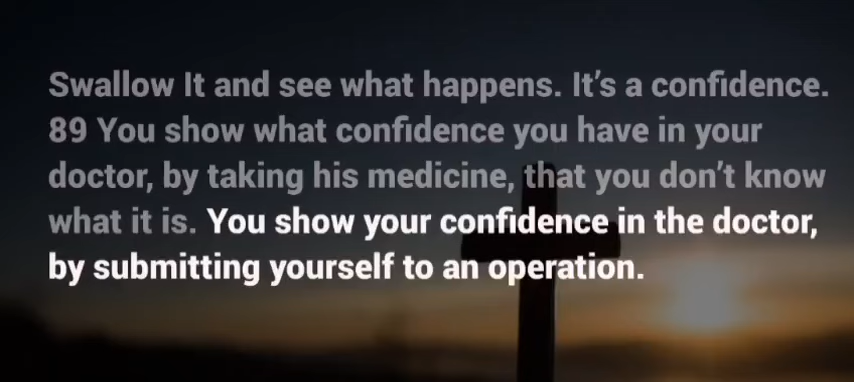 Swallow It and see what happens. It’s a confidence.
89 You show what confidence you have in your
doctor, by taking his medicine, that you don’t know
what it is. You show your confidence in the doctor,
by submitting yourself to an operation.